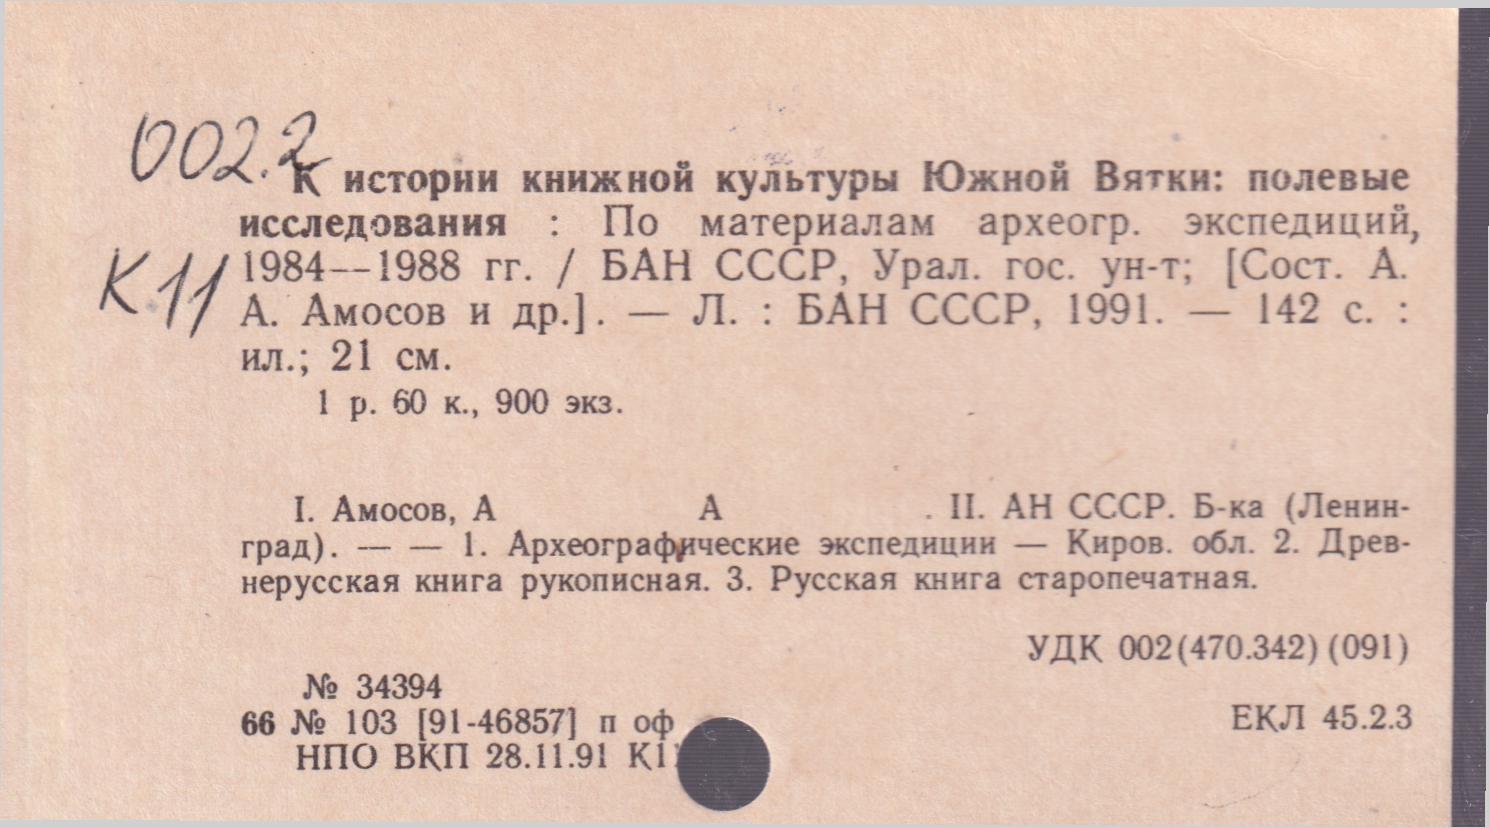 002.2
К истории книжной культуры Южной Вятки: полевые
исследования : По материалам археогр. экспедиций,
К11
1984—1988 гг. / БАН СССР, Урал. гос. ун-т; [Сост. А.
А. Амосов и др.]. — Л. : БАН СССР, 1991. — 142 с. :
ил.; 21 см.
1 р. 60 к., 900 экз.
I. Амосов, А А . II. АН СССР. Б-ка (Ленин-
град). — — 1. Археографические экспедиции — Киров. обл. 2. Древ-
нерусская книга рукописная. 3. Русская книга старопечатная.
УДК 002(470.342)(091)
№ 34394
66 № 103 [91-46857] п оф
ЕКЛ 45.2.3
НПО ВКП 28.11.91